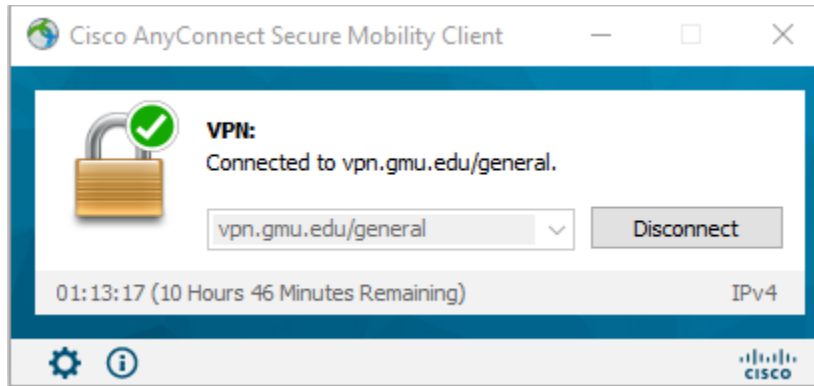 Cisco AnyConnect Secure Mobility Client
VPN:
Connected to vpn.gmu.edu/general.
vpn.gmu.edu/general
Disconnect
01:13:17 (10 Hours 46 Minutes Remaining)
IPv4
CISCO